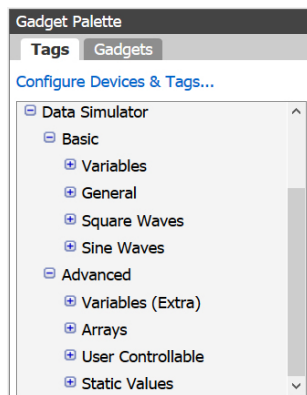 Gadget Palette
Tags Gadgets
Configure Devices & Tags...
Data Simulator
Basic
Variables
General
Square Waves
Sine Waves
Advanced
Variables (Extra)
Arrays
User Controllable
Static Values